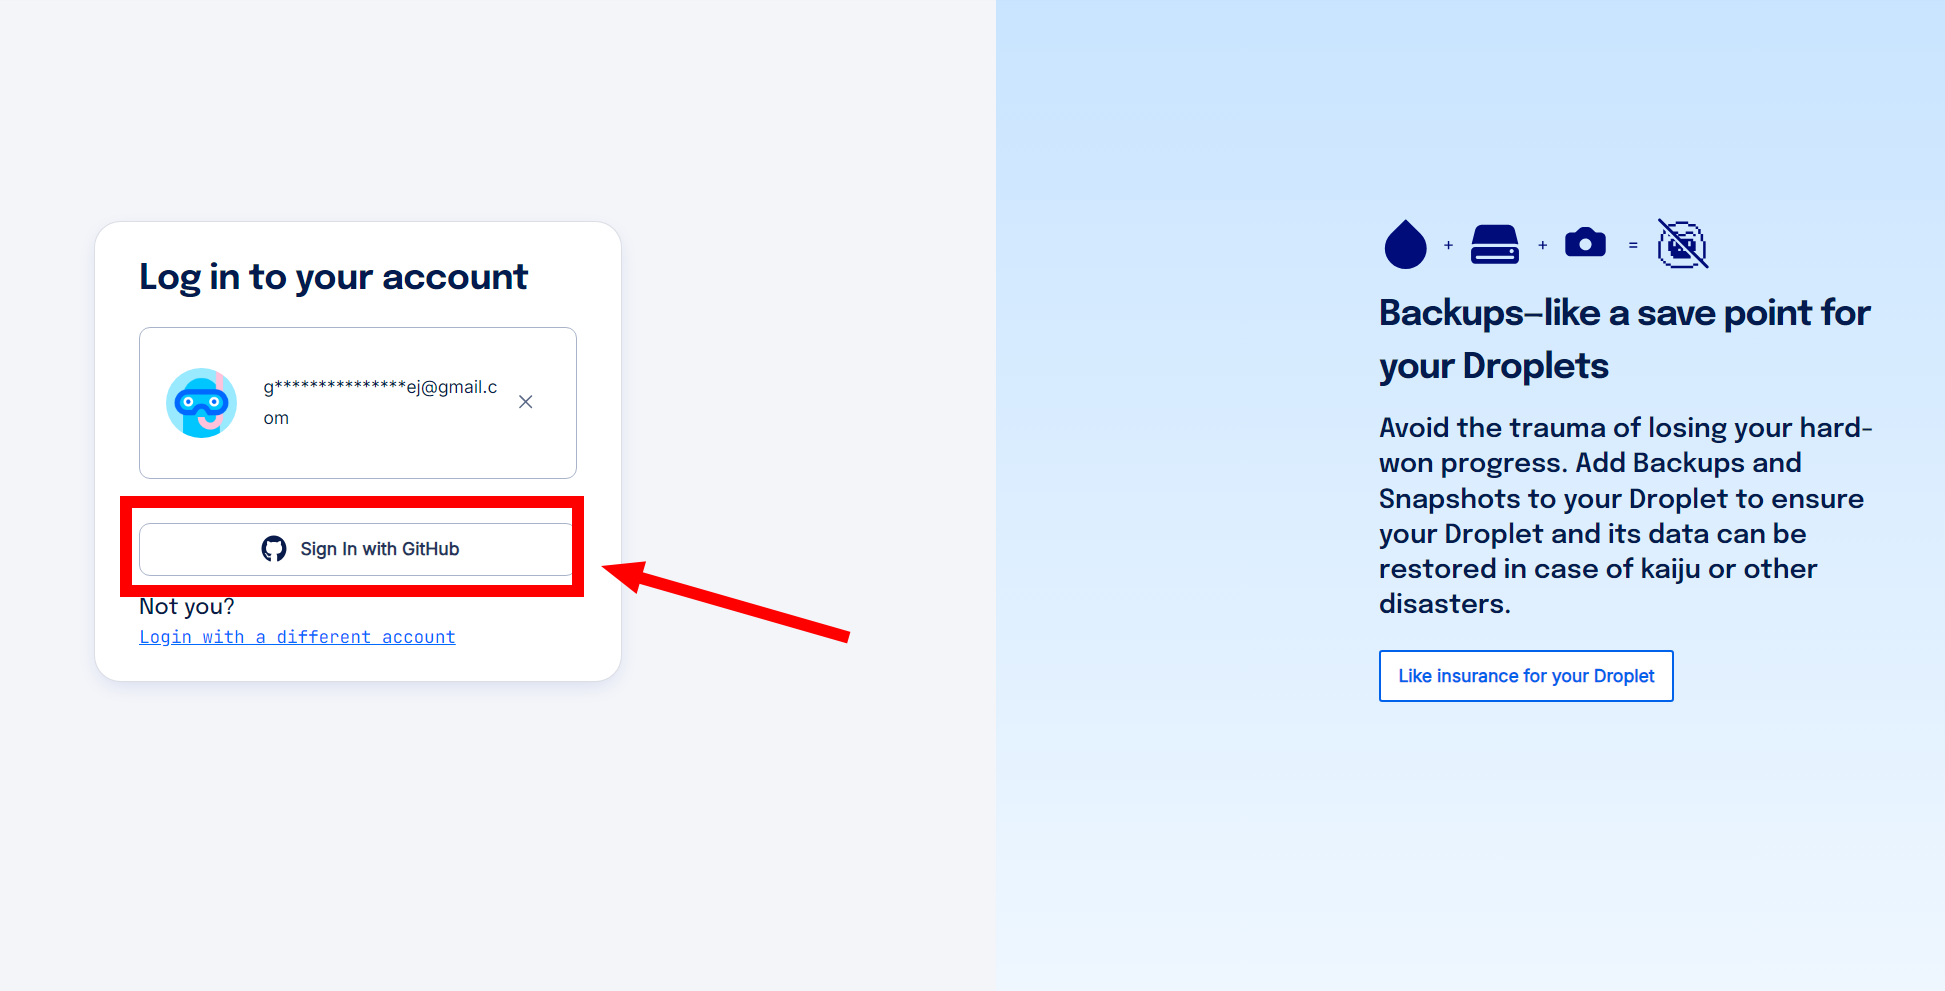 Log in to your account
g***************ej@gmail.c
om
Sign In with GitHub
Not you?
Login with a different account
+ + =
Backups—like a save point for
your Droplets
Avoid the trauma of losing your hard-
won progress. Add Backups and
Snapshots to your Droplet to ensure
your Droplet and its data can be
restored in case of kaiju or other
disasters.
Like insurance for your Droplet